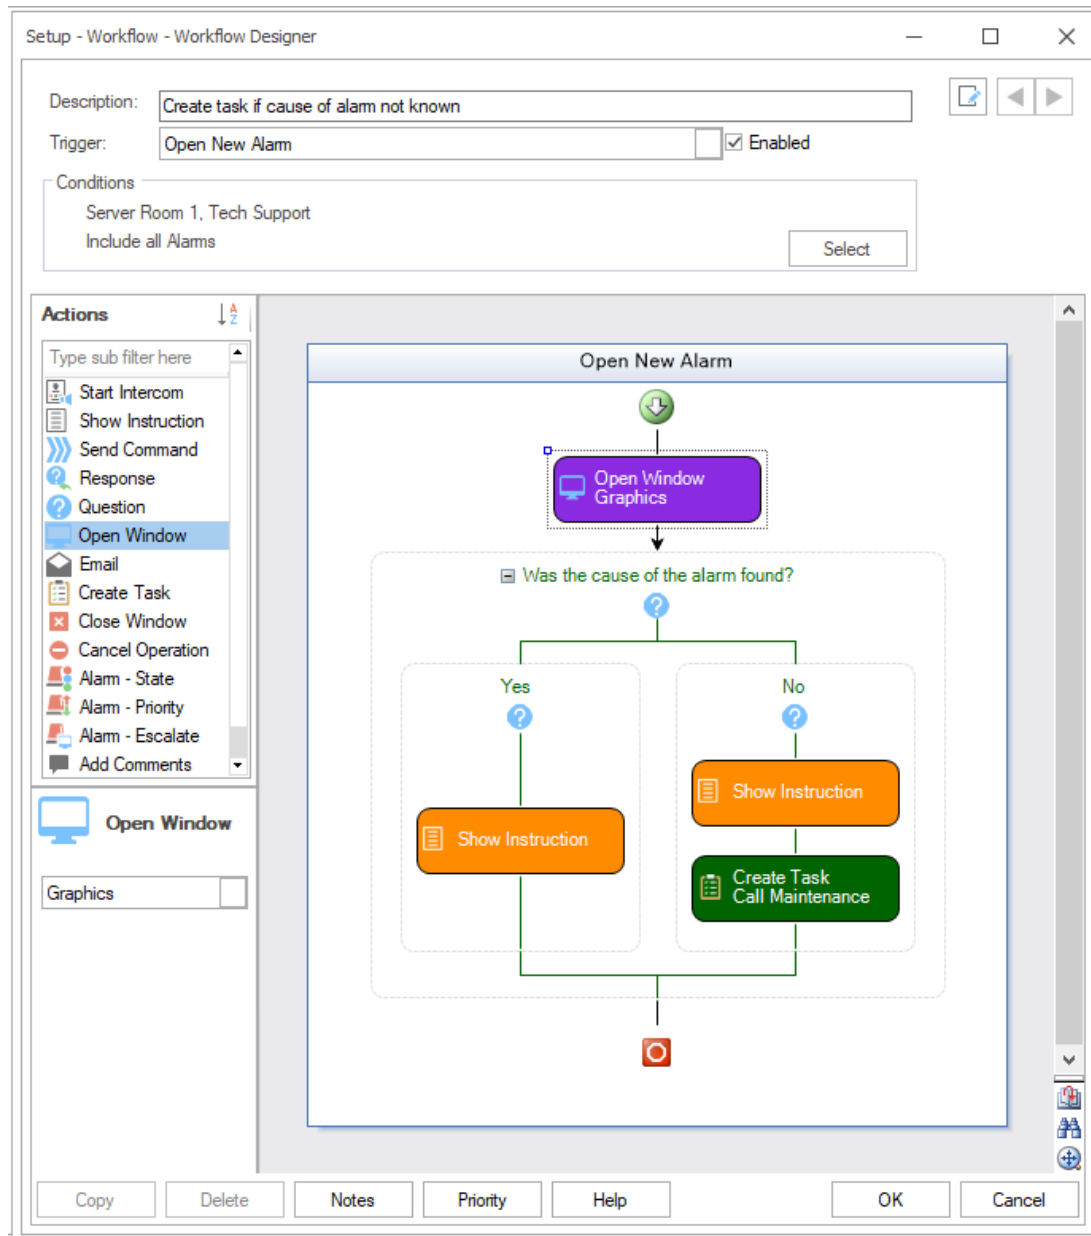 Setup - Workflow - Workflow Designer
Description:
Create task if cause of alarm not known
Trigger:
Open New Alarm
Enabled
Conditions
Server Room 1, Tech Support
Include all Alarms
Select
Actions
Type sub filter here
Start Intercom
Show Instruction
Send Command
Response
Question
Open Window
Email
Create Task
Close Window
Cancel Operation
Alarm - State
Alarm - Priority
Alarm - Escalate
Add Comments
Open Window
Graphics
Open New Alarm
Open Window
Graphics
Was the cause of the alarm found?
Yes
No
Show Instruction
Show Instruction
Create Task
Call Maintenance
Copy
Delete
Notes
Priority
Help
OK
Cancel